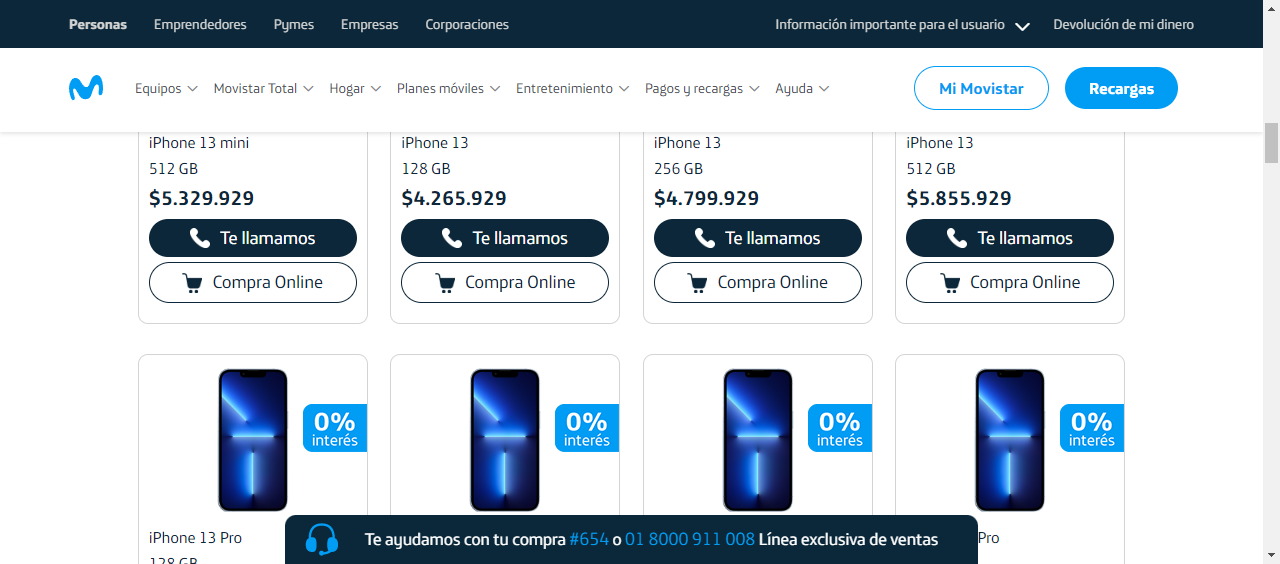 Personas Emprendedores Pymes Empresas Corporaciones Información importante para el usuario Devolución de mi dinero
Equipos Movistar Total Hogar Planes móviles Entretenimiento Pagos y recargas Ayuda Mi Movistar Recargas
iPhone 13 mini
512 GB
$5.329.929
Te llamamos
Compra Online
iPhone 13
128 GB
$4.265.929
Te llamamos
Compra Online
iPhone 13
256 GB
$4.799.929
Te llamamos
Compra Online
iPhone 13
512 GB
$5.855.929
Te llamamos
Compra Online
0%
interés
iPhone 13 Pro
128 GB
0%
interés
0%
interés
0%
interés
Pro
Te ayudamos con tu compra #654 o 01 8000 911 008 Línea exclusiva de ventas